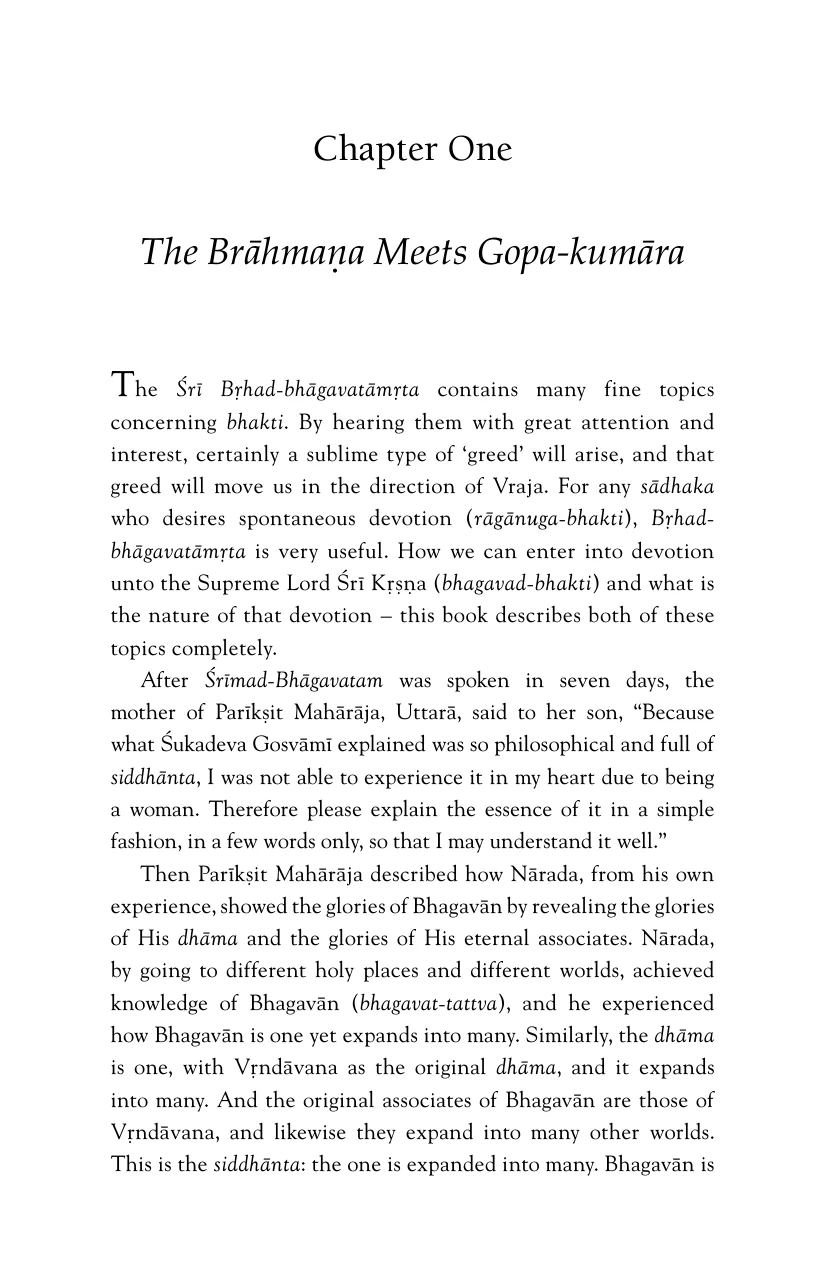 Chapter One
The Brāhmaṇa Meets Gopa-kumāra
The Śrī Bṛhad-bhāgavatāmṛta contains many fine topics
concerning bhakti. By hearing them with great attention and
interest, certainly a sublime type of ‘greed’ will arise, and that
greed will move us in the direction of Vraja. For any sādhaka
who desires spontaneous devotion (rāgānuga-bhakti), Bṛhad-
bhāgavatāmṛta is very useful. How we can enter into devotion
unto the Supreme Lord Śrī Kṛṣṇa (bhagavad-bhakti) and what is
the nature of that devotion – this book describes both of these
topics completely.
After Śrīmad-Bhāgavatam was spoken in seven days, the
mother of Parīkṣit Mahārāja, Uttarā, said to her son, “Because
what Śukadeva Gosvāmī explained was so philosophical and full of
siddhānta, I was not able to experience it in my heart due to being
a woman. Therefore please explain the essence of it in a simple
fashion, in a few words only, so that I may understand it well.”
Then Parīkṣit Mahārāja described how Nārada, from his own
experience, showed the glories of Bhagavān by revealing the glories
of His dhāma and the glories of His eternal associates. Nārada,
by going to different holy places and different worlds, achieved
knowledge of Bhagavān (bhagavat-tattva), and he experienced
how Bhagavān is one yet expands into many. Similarly, the dhāma
is one, with Vṛndāvana as the original dhāma, and it expands
into many. And the original associates of Bhagavān are those of
Vṛndāvana, and likewise they expand into many other worlds.
This is the siddhānta: the one is expanded into many. Bhagavān is